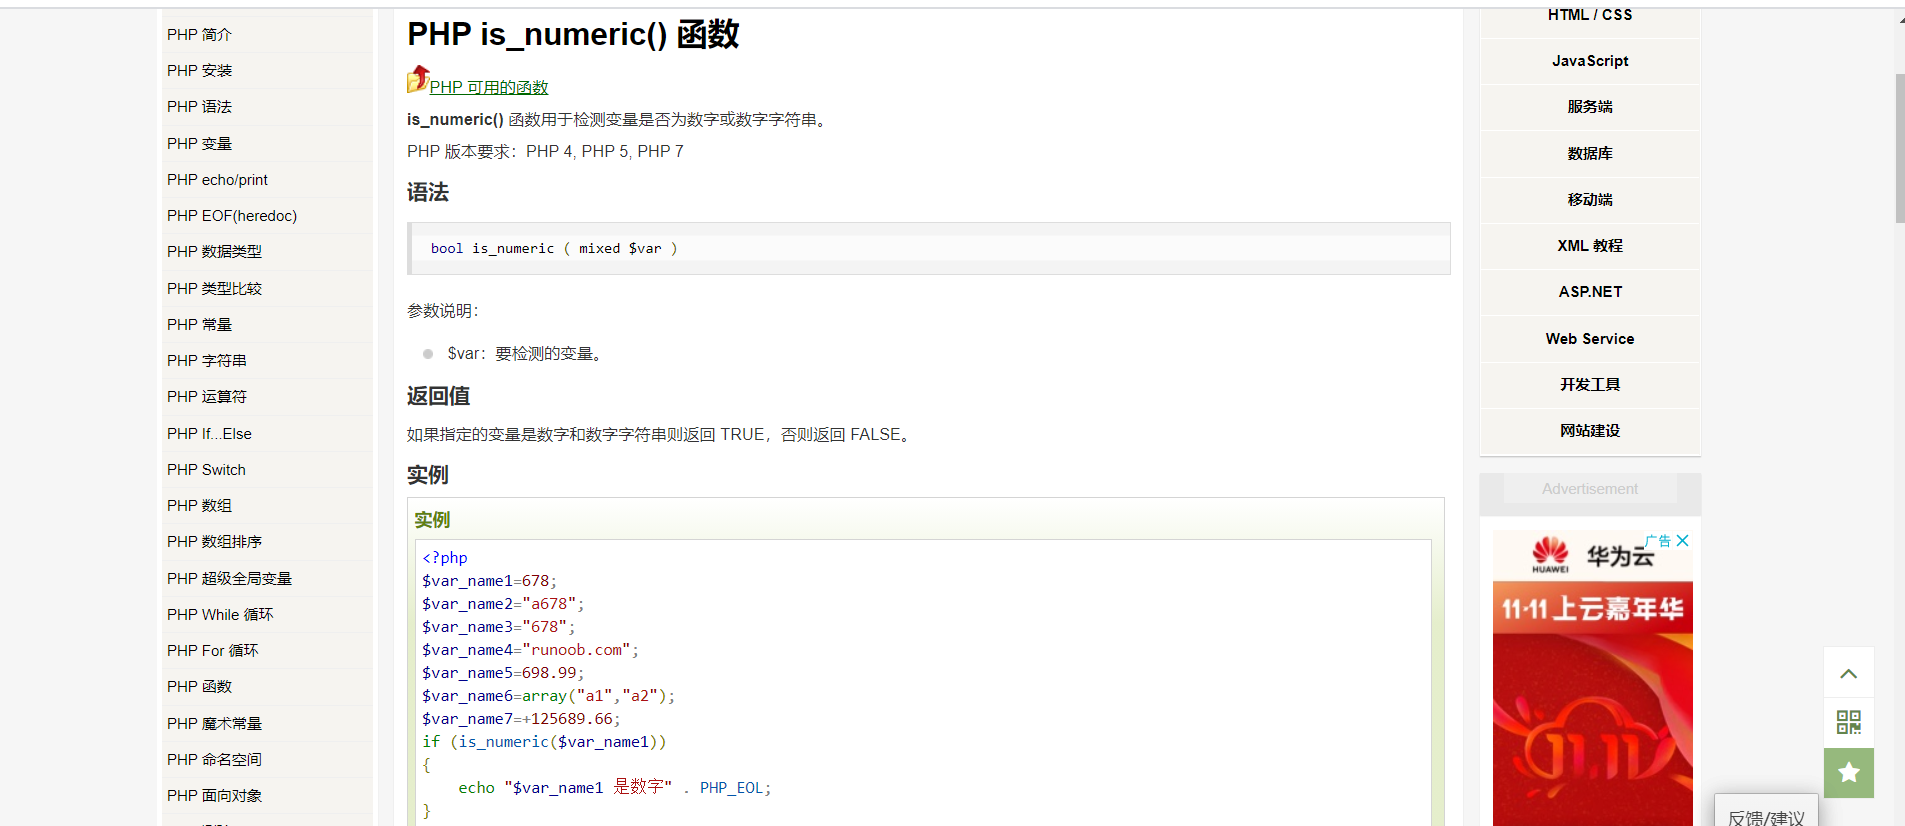 PHP 简介
PHP 安装
PHP 语法
PHP 变量
PHP echo/print
PHP EOF(heredoc)
PHP 数据类型
PHP 类型比较
PHP 常量
PHP 字符串
PHP 运算符
PHP If...Else
PHP Switch
PHP 数组
PHP 数组排序
PHP 超级全局变量
PHP While 循环
PHP For 循环
PHP 函数
PHP 魔术常量
PHP 命名空间
PHP 面向对象
PHP is_numeric() 函数
PHP 可用的函数
is_numeric() 函数用于检测变量是否为数字或数字字符串。
PHP 版本要求：PHP 4, PHP 5, PHP 7
语法
bool is_numeric ( mixed $var )
参数说明：
$var：要检测的变量。
返回值
如果指定的变量是数字和数字字符串则返回 TRUE，否则返回 FALSE。
实例
实例
<?php
$var_name1=678;
$var_name2="a678";
$var_name3="678";
$var_name4="runoob.com";
$var_name5=698.99;
$var_name6=array("a1","a2");
$var_name7=+125689.66;
if (is_numeric($var_name1))
{
    echo "$var_name1 是数字" . PHP_EOL;
}
HTML / CSS
JavaScript
服务端
数据库
移动端
XML 教程
ASP.NET
Web Service
开发工具
网站建设
Advertisement
广告
HUAWEI
华为云
11·11上云嘉年华
11.11
反馈/建议